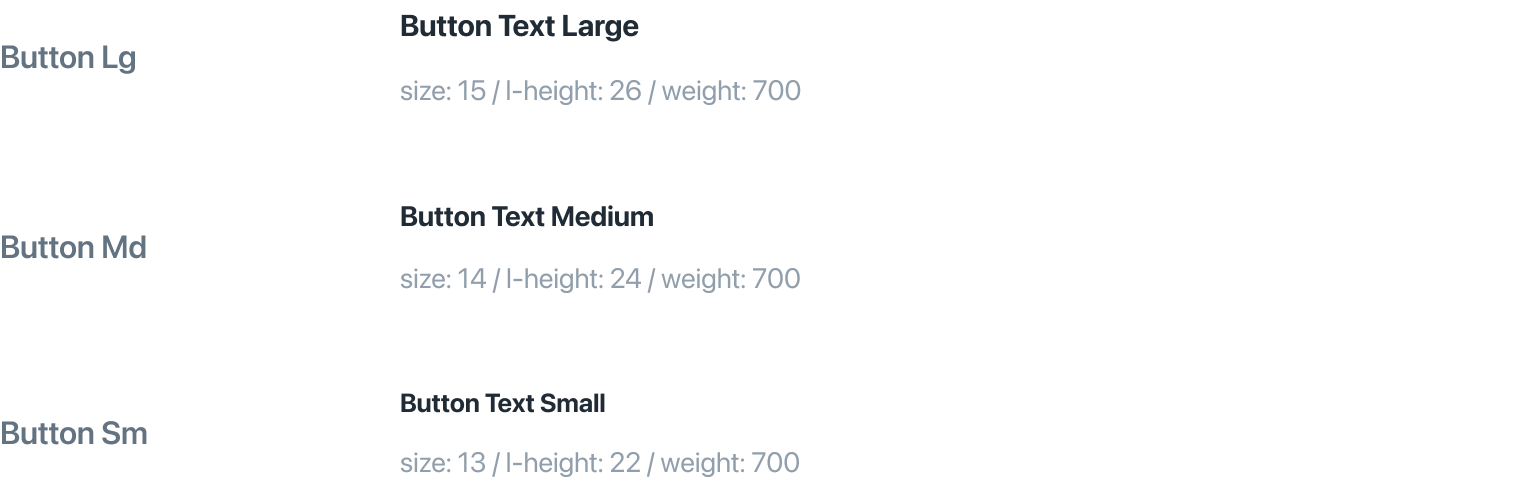 Button Lg
Button Text Large
size: 15 / l-height: 26 / weight: 700
Button Md
Button Text Medium
size: 14 / l-height: 24 / weight: 700
Button Sm
Button Text Small
size: 13 / l-height: 22 / weight: 700